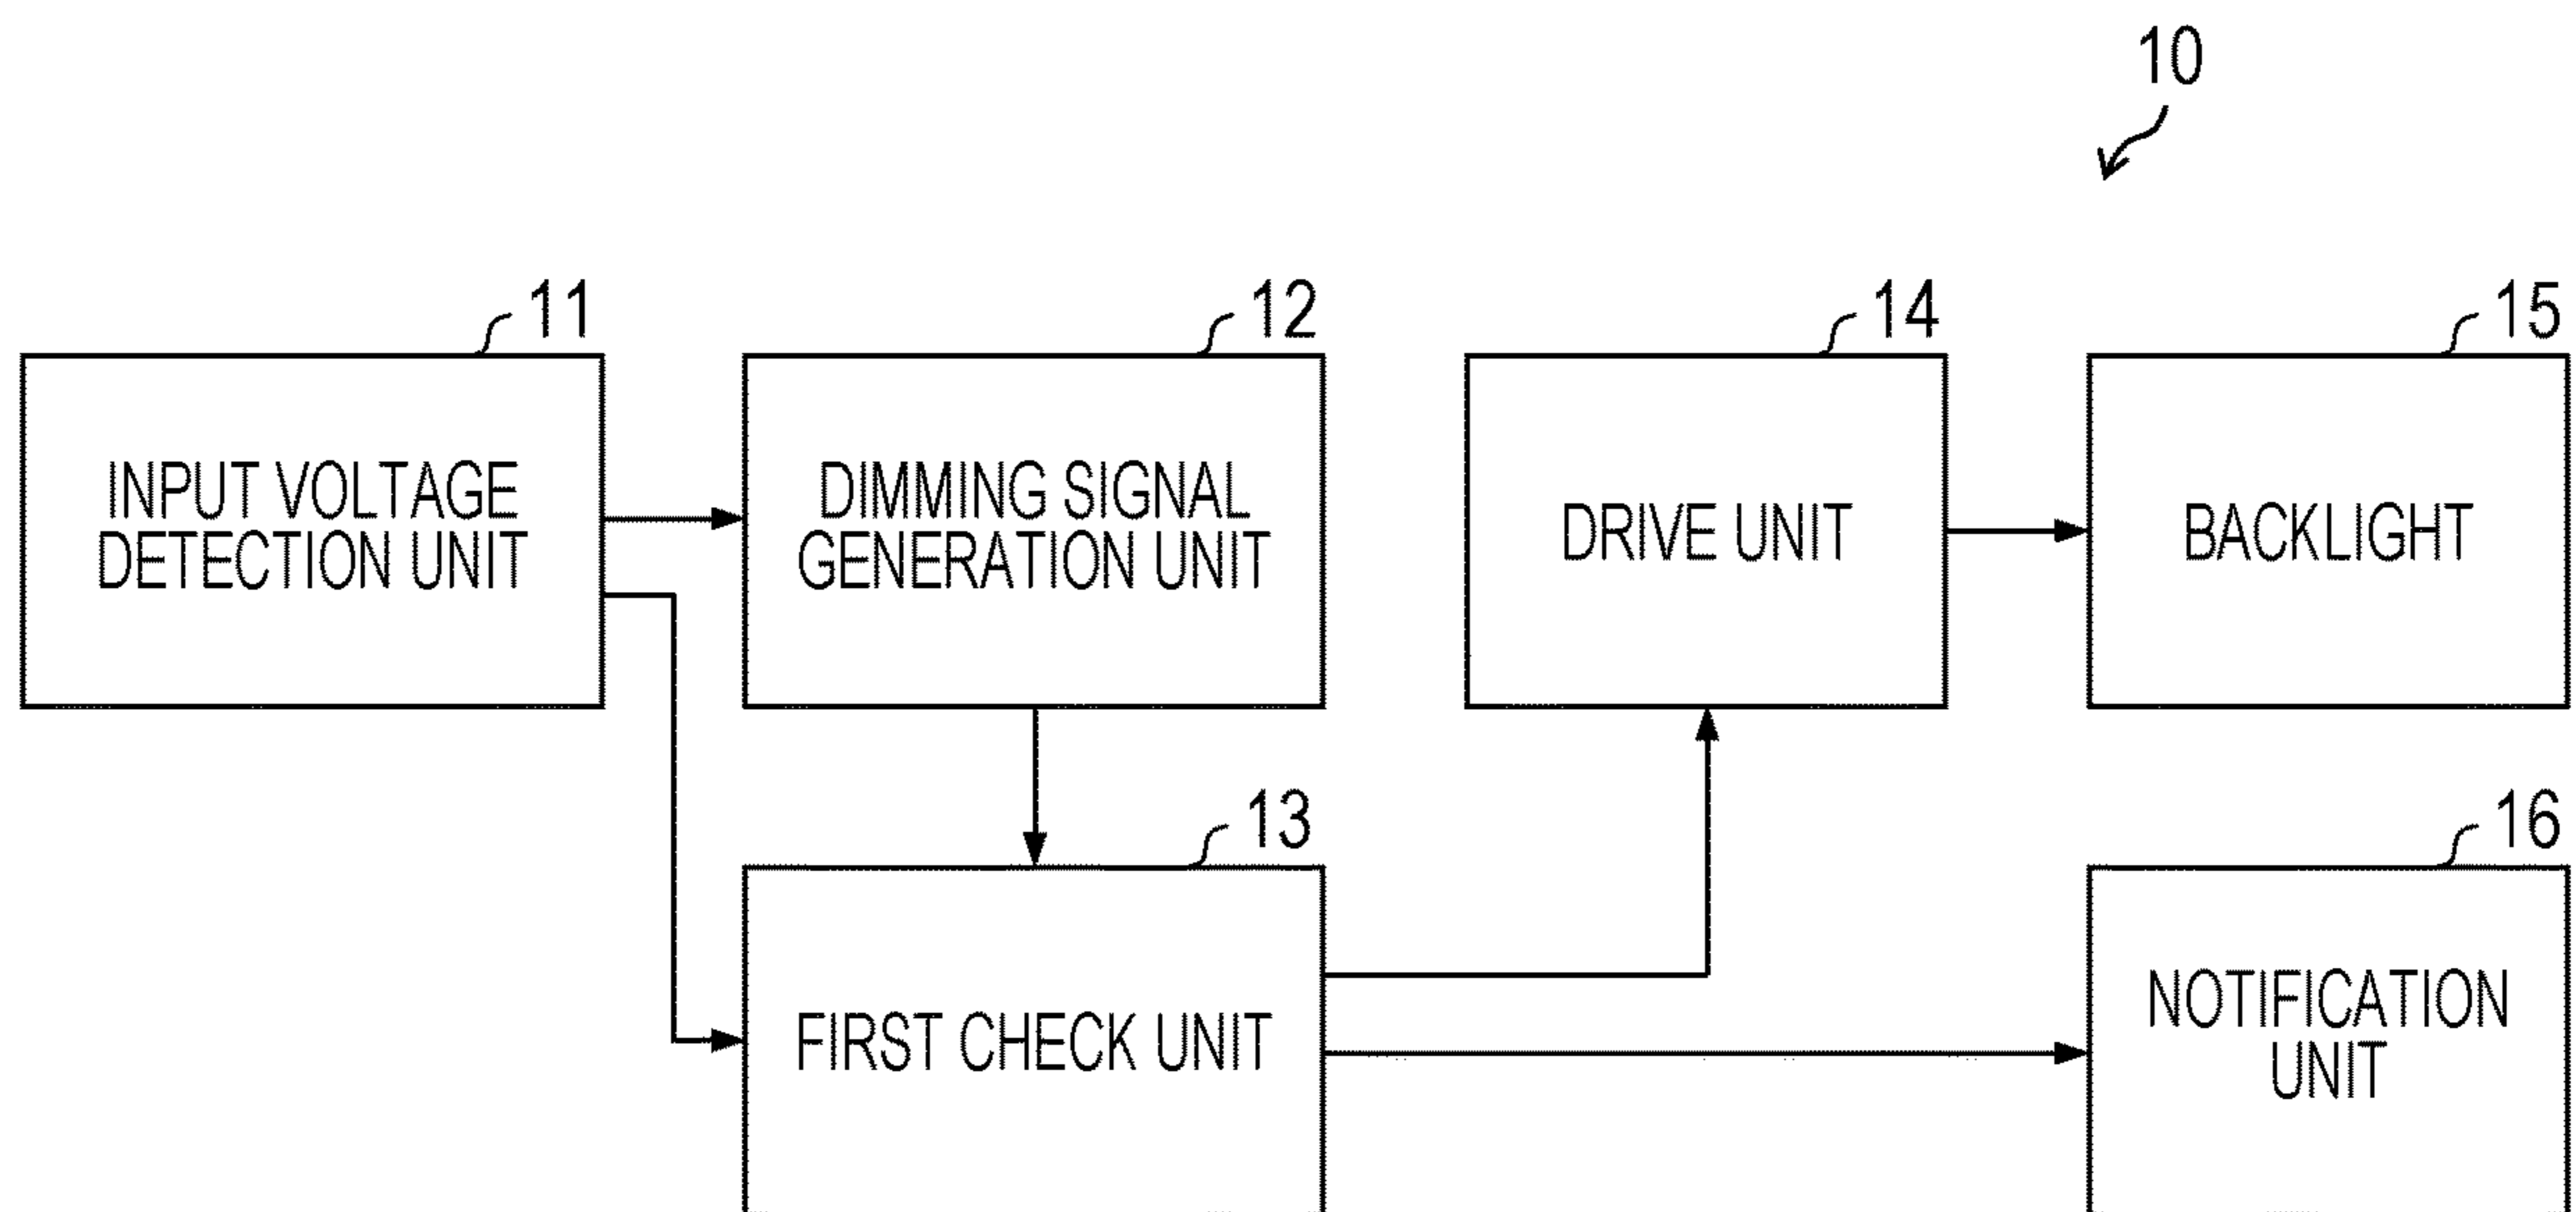 10
11
12
14
15
INPUT VOLTAGE
DETECTION UNIT
DIMMING SIGNAL
GENERATION UNIT
DRIVE UNIT
BACKLIGHT
13
16
FIRST CHECK UNIT
NOTIFICATION
UNIT